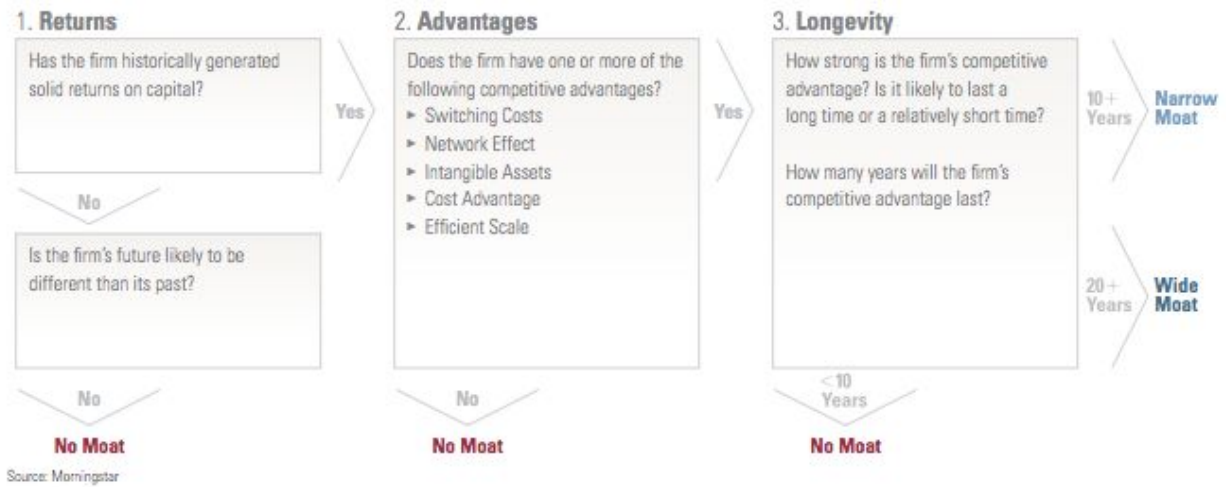 1. Returns
Has the firm historically generated
solid returns on capital?
Yes
No
Is the firm's future likely to be
different than its past?
No
No Moat
2. Advantages
Does the firm have one or more of the
following competitive advantages?
► Switching Costs
► Network Effect
► Intangible Assets
► Cost Advantage
► Efficient Scale
Yes
No
No Moat
3. Longevity
How strong is the firm's competitive
advantage? Is it likely to last a
long time or a relatively short time?
How many years will the firm's
competitive advantage last?
10+
Years
Narrow
Moat
20+
Years
Wide
Moat
<10
Years
No Moat
Source: Morningstar